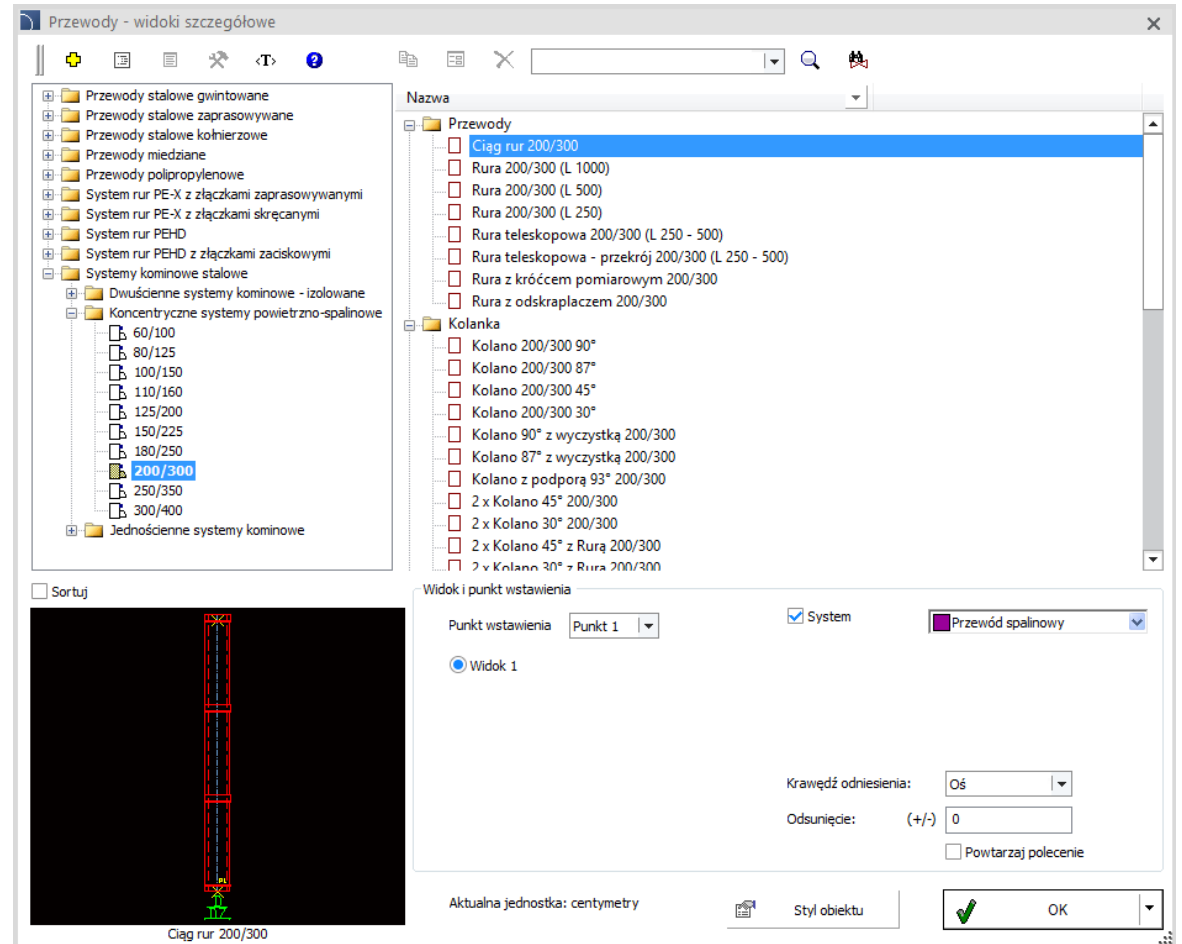 Przewody - widoki szczegółowe
<T>
Przewody stalowe gwintowane
Przewody stalowe zaprasowywane
Przewody stalowe kołnierzowe
Przewody miedziane
Przewody polipropylenowe
System rur PE-X z złączkami zaprasowywanymi
System rur PE-X z złączkami skręcanymi
System rur PEHD
System rur PEHD z złączkami zaciskowymi
Systemy kominowe stalowe
Dwuścienne systemy kominowe - izolowane
Koncentryczne systemy powietrzno-spalinowe
60/100
80/125
100/150
110/160
125/200
150/225
180/250
200/300
250/350
300/400
Jednościenne systemy kominowe
Nazwa
Przewody
Ciąg rur 200/300
Rura 200/300 (L 1000)
Rura 200/300 (L 500)
Rura 200/300 (L 250)
Rura teleskopowa 200/300 (L 250 - 500)
Rura teleskopowa - przekrój 200/300 (L 250 - 500)
Rura z króćcem pomiarowym 200/300
Rura z odskraplaczem 200/300
Kolanka
Kolano 200/300 90°
Kolano 200/300 87°
Kolano 200/300 45°
Kolano 200/300 30°
Kolano 90° z wyczystką 200/300
Kolano 87° z wyczystką 200/300
Kolano z podporą 93° 200/300
2 x Kolano 45° 200/300
2 x Kolano 30° 200/300
2 x Kolano 45° z Rurą 200/300
2 x Kolano 30° z Rurą 200/300
Sortuj
P1
Ciąg rur 200/300
Widok i punkt wstawienia
Punkt wstawienia Punkt 1
System Przewód spalinowy
Widok 1
Krawędź odniesienia: Oś
Odsunięcie: (+/-) 0
Powtarzaj polecenie
Aktualna jednostka: centymetry
Styl obiektu
OK